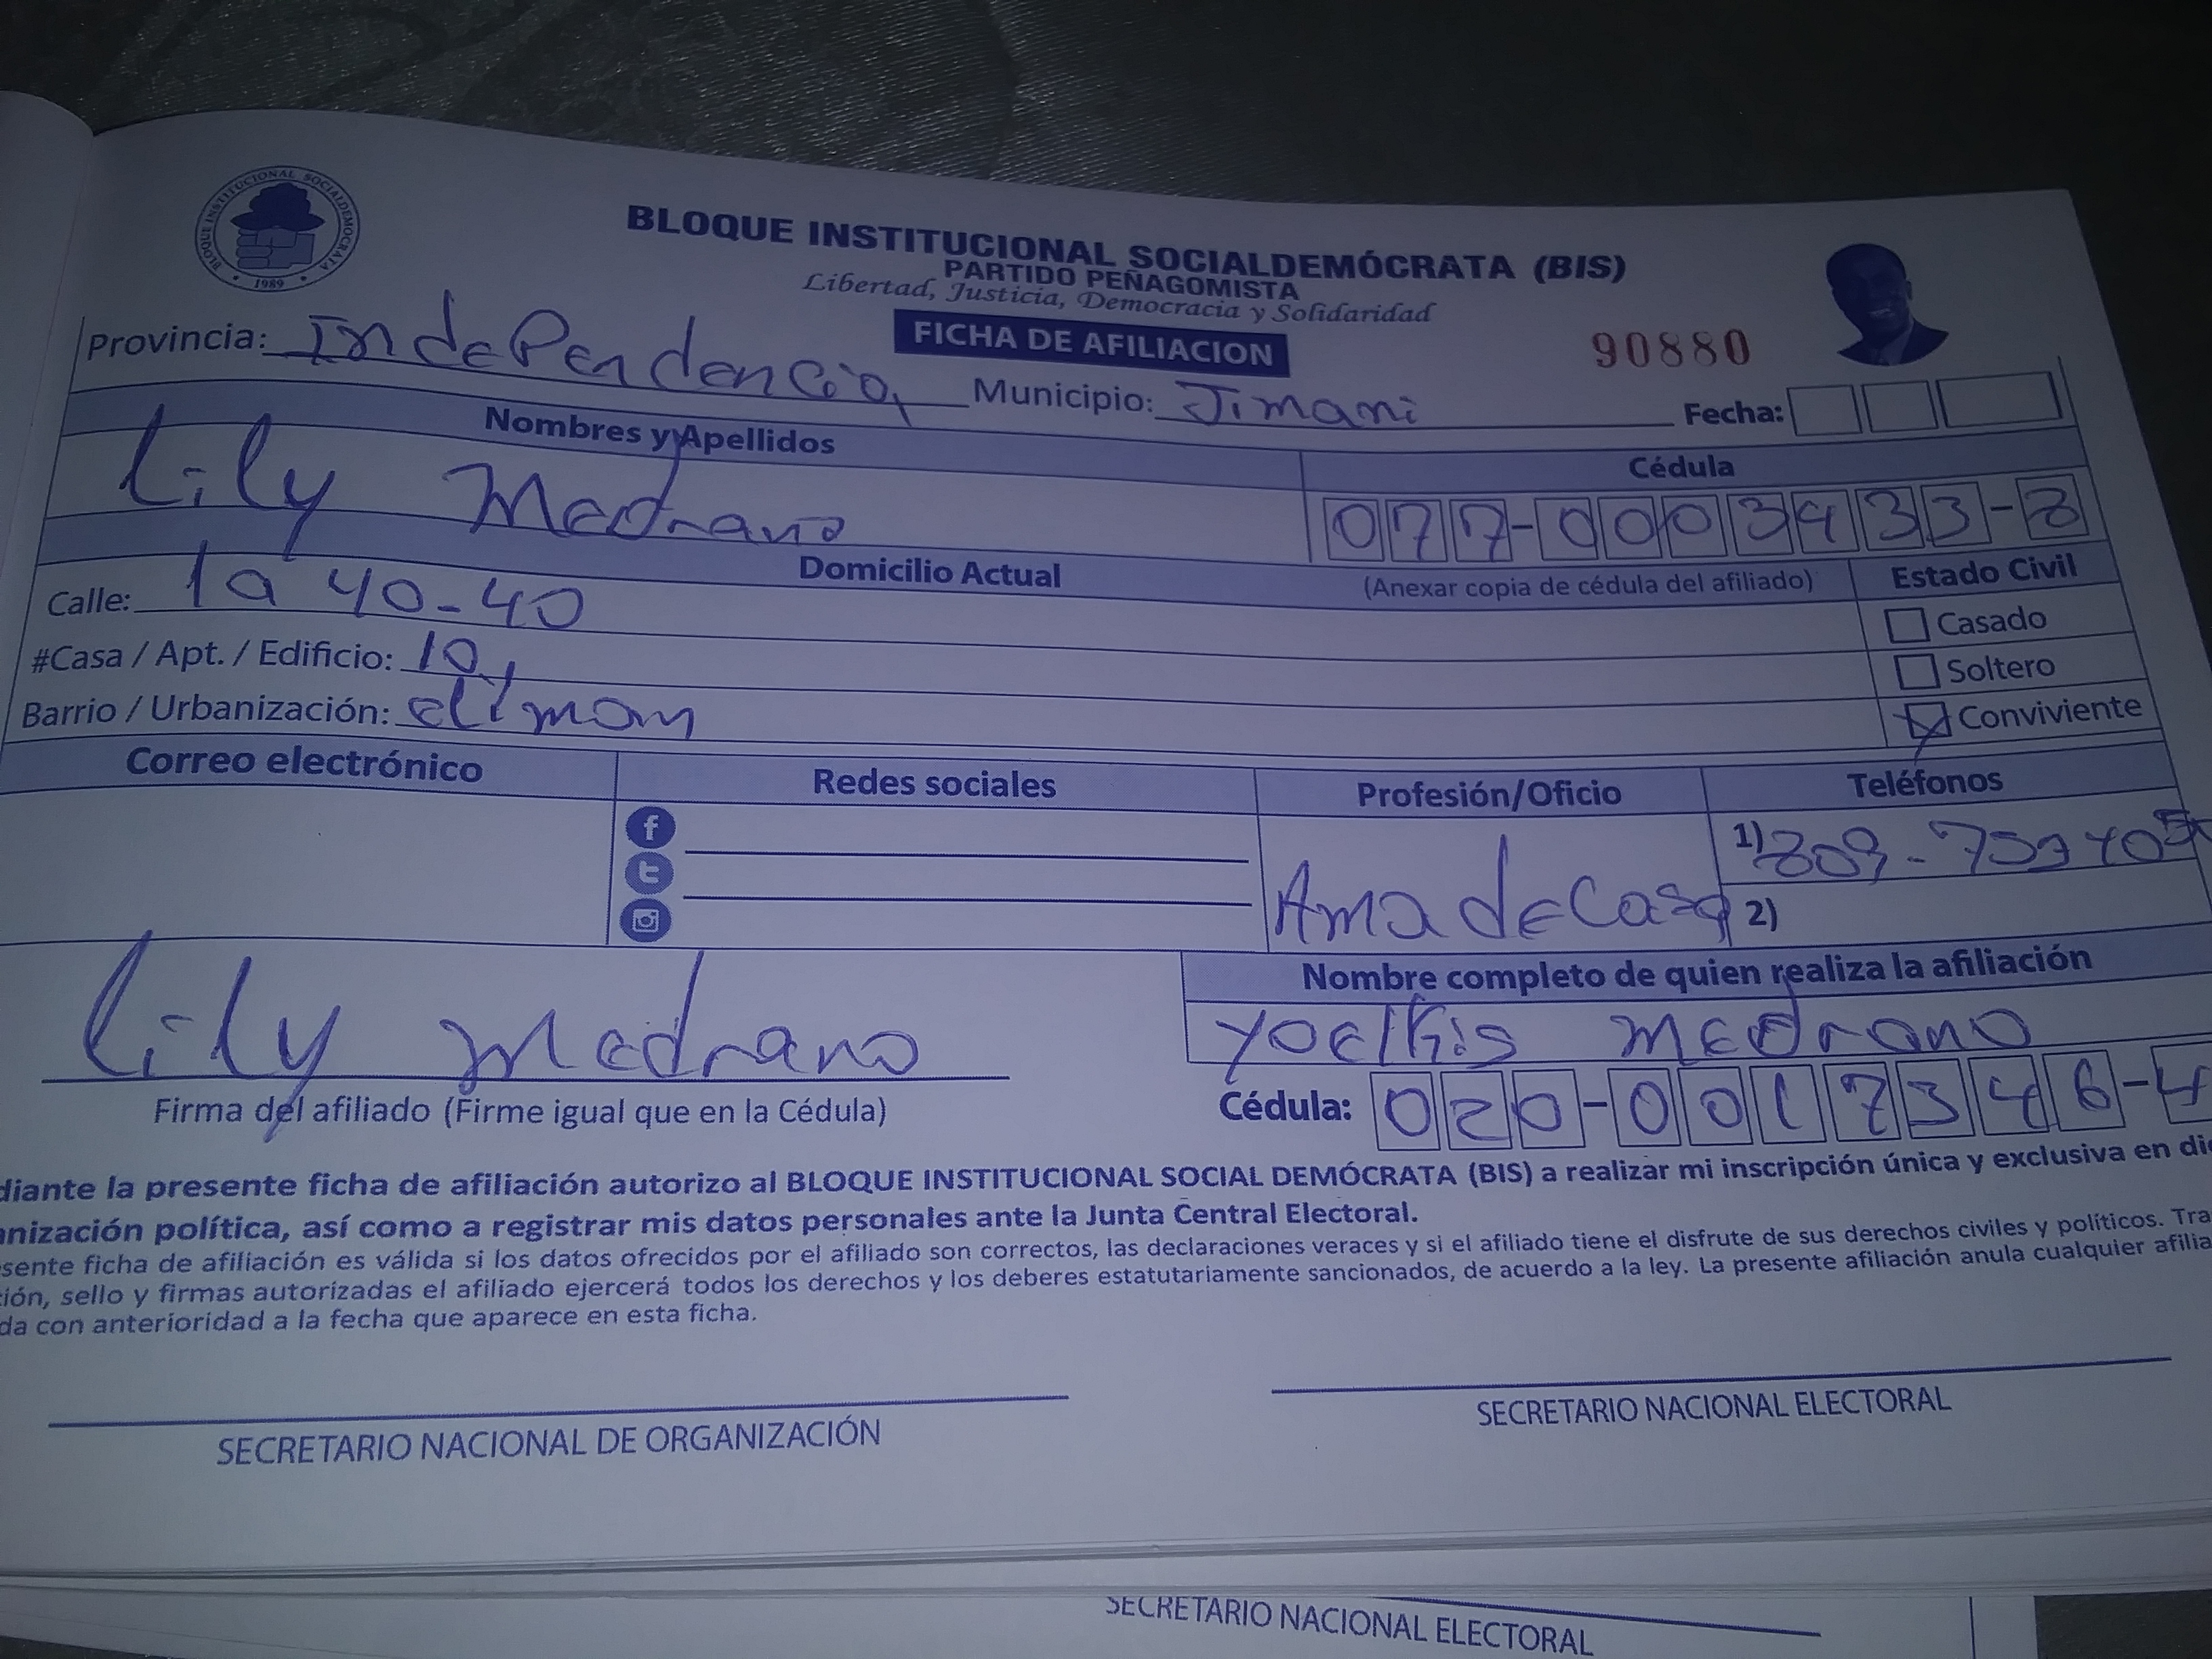 BLOQUE INSTITUCIONAL SOCIALDEMOCRATA
1989
BLOQUE INSTITUCIONAL SOCIALDEMÓCRATA (BIS)
PARTIDO PEÑAGOMISTA
Libertad, Justicia, Democracia y Solidaridad
FICHA DE AFILIACION
90880
Provincia: Independencia Municipio: Jimani Fecha:
Nombres y Apellidos Cédula
Lily Medrano 077-0003433-8
Domicilio Actual (Anexar copia de cédula del afiliado) Estado Civil
Calle: la 40-40 Casado
#Casa / Apt. / Edificio: 10 Soltero
Barrio / Urbanización: el limon Conviviente
Correo electrónico Redes sociales Profesión/Oficio Teléfonos
Ama de Casa
1) 809-
2)
Nombre completo de quien realiza la afiliación
Lily Medrano Yoelkis Medrano
Firma del afiliado (Firme igual que en la Cédula) Cédula: 020-0017346-4
diante la presente ficha de afiliación autorizo al BLOQUE INSTITUCIONAL SOCIAL DEMÓCRATA (BIS) a realizar mi inscripción única y exclusiva en di
nización política, así como a registrar mis datos personales ante la Junta Central Electoral.
sente ficha de afiliación es válida si los datos ofrecidos por el afiliado son correctos, las declaraciones veraces y si el afiliado tiene el disfrute de sus derechos civiles y políticos. Tra
ión, sello y firmas autorizadas el afiliado ejercerá todos los derechos y los deberes estatutariamente sancionados, de acuerdo a la ley. La presente afiliación anula cualquier afilia
da con anterioridad a la fecha que aparece en esta ficha.
SECRETARIO NACIONAL DE ORGANIZACIÓN SECRETARIO NACIONAL ELECTORAL
SECRETARIO NACIONAL ELECTORAL